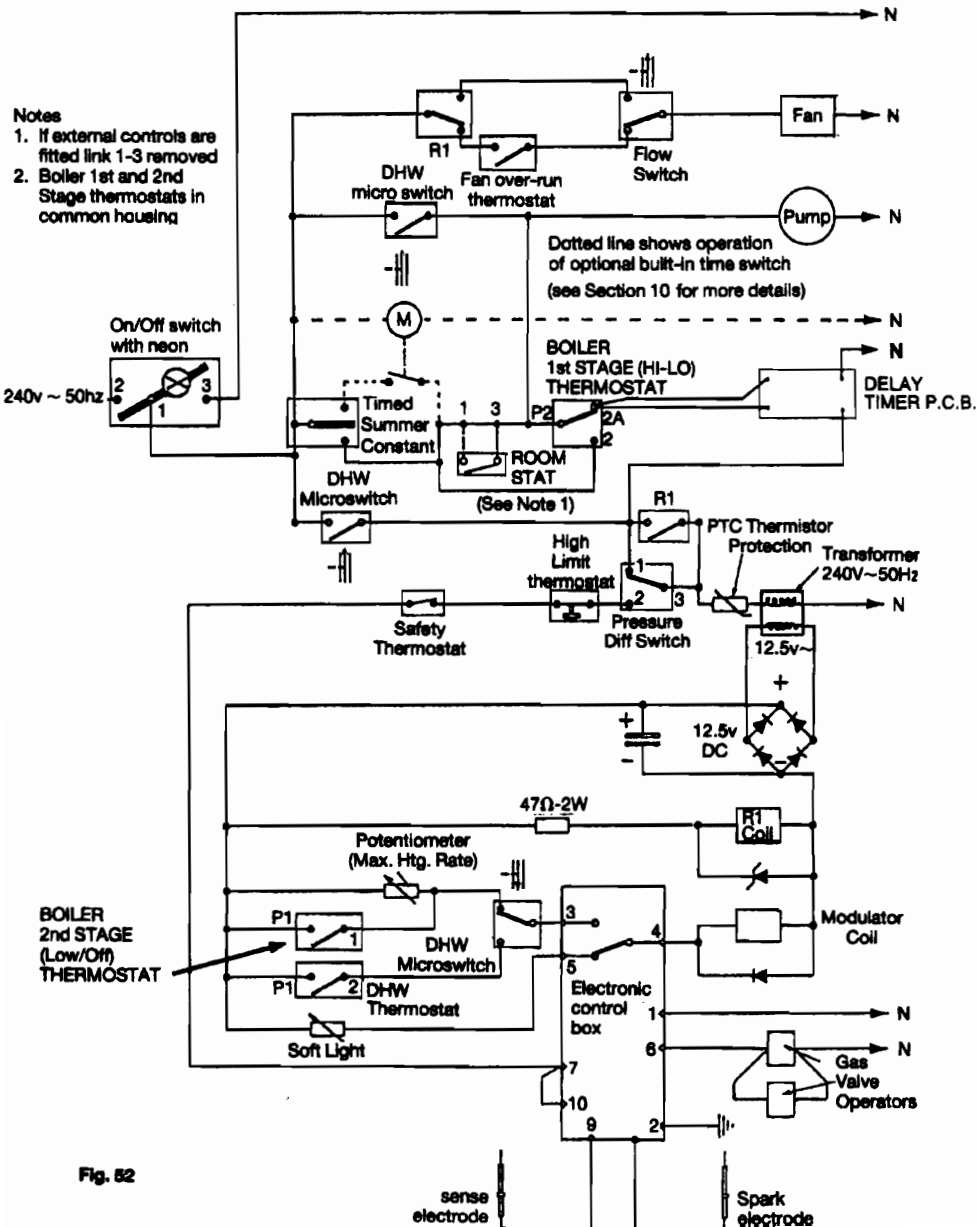 N
Notes
1. If external controls are
fitted link 1-3 removed
2. Boiler 1st and 2nd
Stage thermostats in
common housing
R1
Fan over-run
thermostat
Flow
Switch
Fan
N
DHW
micro switch
Pump
N
Dotted line shows operation
of optional built-in time switch
(see Section 10 for more details)
M
N
On/Off switch
with neon
240v ~ 50hz
2
1
3
Timed
Summer
Constant
1
3
ROOM
STAT
(See Note 1)
BOILER
1st STAGE (HI-LO)
THERMOSTAT
P2
2A
2
N
DELAY
TIMER P.C.B.
DHW
Microswitch
R1
PTC Thermistor
Protection
Transformer
240V~50Hz
High
Limit
thermostat
1
2
3
Pressure
Diff Switch
N
12.5v~
Safety
Thermostat
+
-
12.5v
DC
+
-
47Ω-2W
R1
Coil
Potentiometer
(Max. Htg. Rate)
BOILER
2nd STAGE
(Low/Off)
THERMOSTAT
P1
1
P1
2
DHW
Thermostat
DHW
Microswitch
Soft Light
3
4
5
Electronic
control
box
1
6
7
10
9
2
Modulator
Coil
N
N
Gas
Valve
Operators
Fig. 52
sense
electrode
Spark
electrode